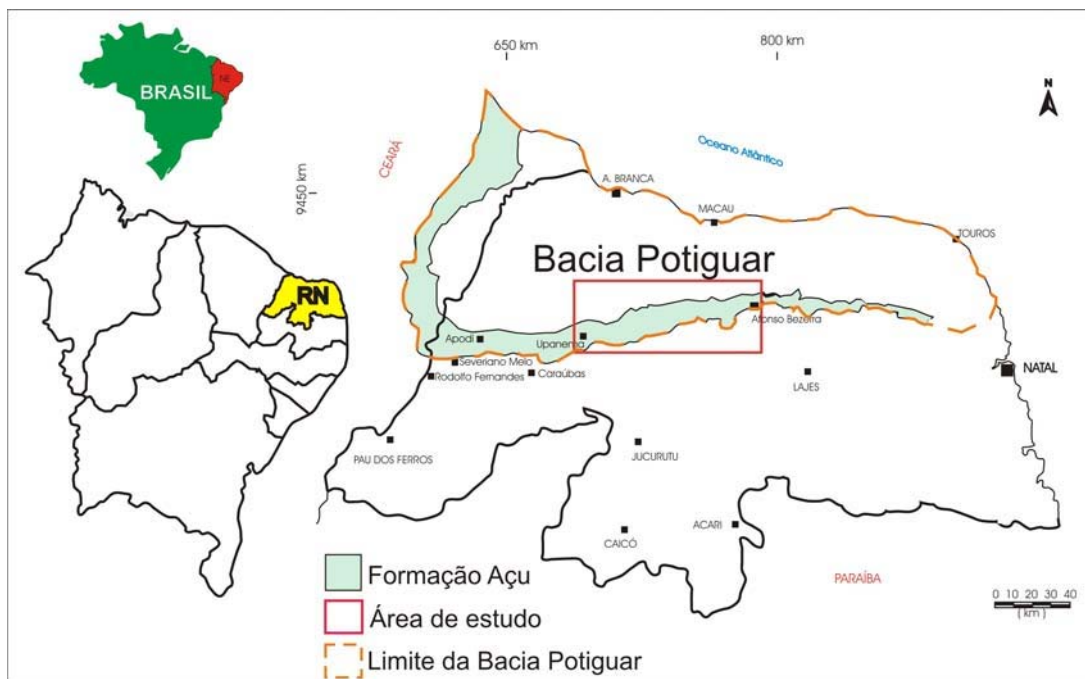 650 km
800 km
NE
BRASIL
N
CEARÁ
Oceano Atlântico
9450 km
A. BRANCA
MACAU
TOUROS
Bacia Potiguar
RN
Afonso Bezerra
Apodi
Upanema
Severiano Melo
Rodolfo Fernandes
Caraúbas
LAJES
NATAL
PAU DOS FERROS
JUCURUTU
CAICÓ
ACARI
PARAÍBA
Formação Açu
Área de estudo
Limite da Bacia Potiguar
0 10 20 30 40
( km )